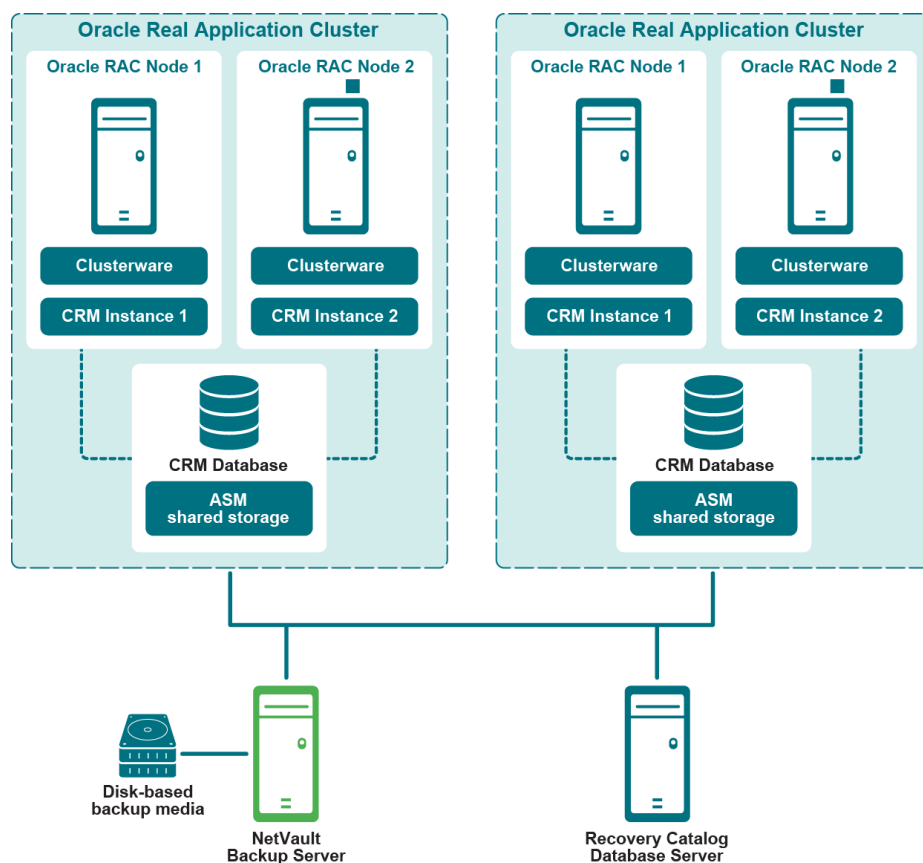 Oracle Real Application Cluster
Oracle RAC Node 1
Oracle RAC Node 2
Clusterware
Clusterware
CRM Instance 1
CRM Instance 2
CRM Database
ASM
shared storage
Oracle Real Application Cluster
Oracle RAC Node 1
Oracle RAC Node 2
Clusterware
Clusterware
CRM Instance 1
CRM Instance 2
CRM Database
ASM
shared storage
Disk-based
backup media
NetVault
Backup Server
Recovery Catalog
Database Server